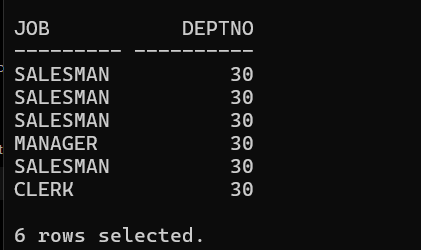 JOB           DEPTNO
--------- ----------
SALESMAN          30
SALESMAN          30
SALESMAN          30
MANAGER           30
SALESMAN          30
CLERK             30
6 rows selected.